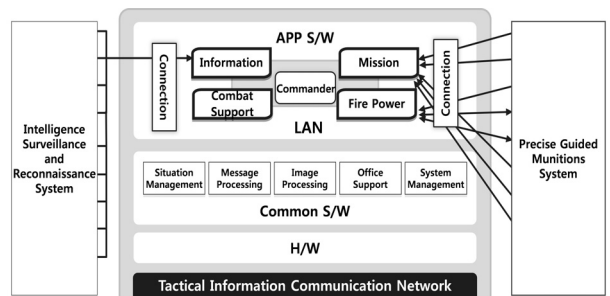 APP S/W
Connection
Information
Mission
Commander
Combat
Support
Fire Power
Connection
LAN
Intelligence
Surveillance
and
Reconnaissance
System
Precise Guided
Munitions
System
Situation
Management
Message
Processing
Image
Processing
Office
Support
System
Management
Common S/W
H/W
Tactical Information Communication Network